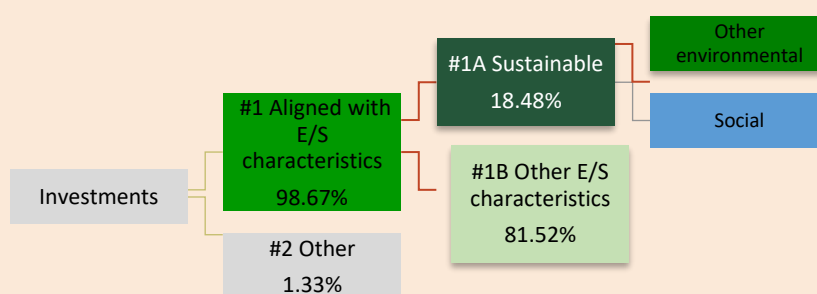 Investments
#1 Aligned with
E/S
characteristics
98.67%
#2 Other
1.33%
#1A Sustainable
18.48%
#1B Other E/S
characteristics
81.52%
Other
environmental
Social